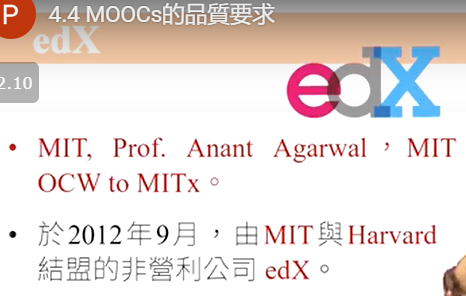 P 4.4 MOOCs的品質要求
edX
2.10
edX
• MIT, Prof. Anant Agarwal，MIT
OCW to MITx。
• 於2012年9月，由MIT與Harvard
結盟的非營利公司 edX。